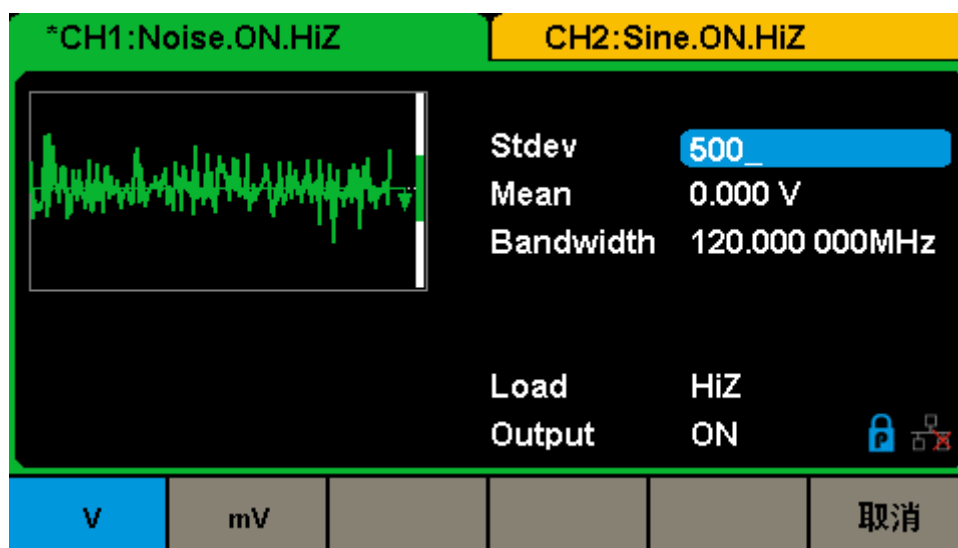 *CH1:Noise.ON.HiZ
CH2:Sine.ON.HiZ
Stdev 500_
Mean 0.000 V
Bandwidth 120.000 000MHz
Load HiZ
Output ON
V
mV
取消